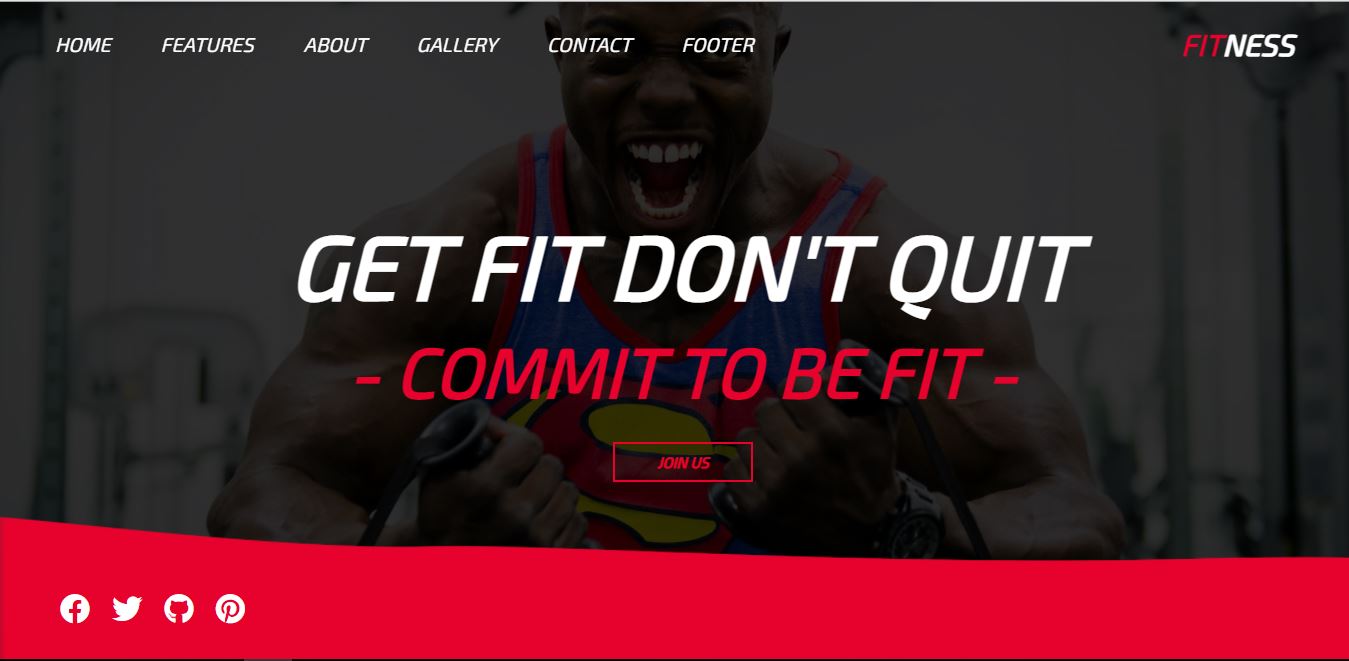 HOME FEATURES ABOUT GALLERY CONTACT FOOTER FITNESS
GET FIT DON'T QUIT
- COMMIT TO BE FIT -
JOIN US